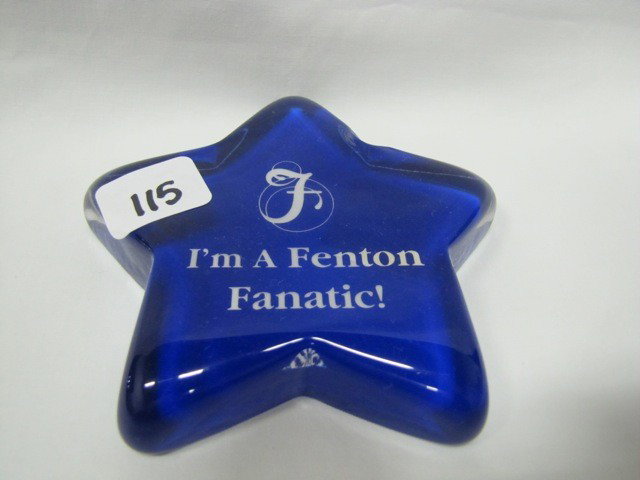 115
F
I'm A Fenton
Fanatic!